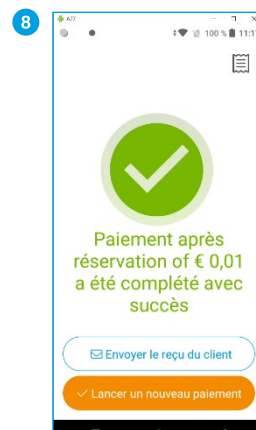 8
A77
100 % 11:1
Paiement après
réservation of € 0,01
a été complété avec
succès
Envoyer le reçu du client
Lancer un nouveau paiement